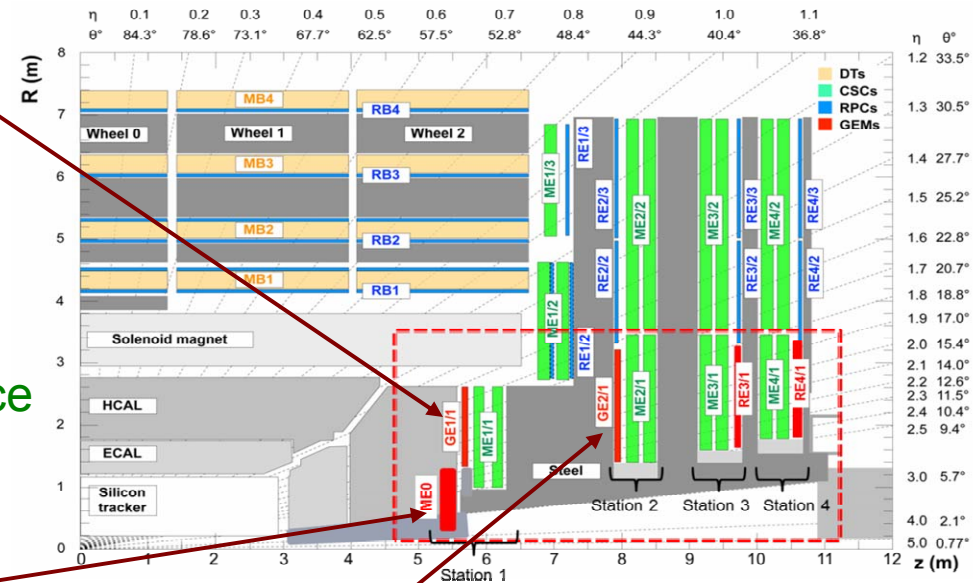 η 0.1 0.2 0.3 0.4 0.5 0.6 0.7 0.8 0.9 1.0 1.1
θ° 84.3° 78.6° 73.1° 67.7° 62.5° 57.5° 52.8° 48.4° 44.3° 40.4° 36.8° η θ°
R (m)
8
7
6
5
4
3
2
1
0
1.2 33.5°
1.3 30.5°
1.4 27.7°
1.5 25.2°
1.6 22.8°
1.7 20.7°
1.8 18.8°
1.9 17.0°
2.0 15.4°
2.1 14.0°
2.2 12.6°
2.3 11.5°
2.4 10.4°
2.5 9.4°
3.0 5.7°
4.0 2.1°
5.0 0.77°
DTs
CSCs
RPCs
GEMs
MB4
RB4
Wheel 0 Wheel 1 Wheel 2
MB3
RB3
MB2
RB2
MB1
RB1
Solenoid magnet
HCAL
ECAL
Silicon
tracker
Steel
ME1/3
RE1/3
ME1/2
RE1/2
RE2/3
RE2/2
ME2/2
ME3/2
RE3/3
RE3/2
ME4/2
RE4/3
RE4/2
GE1/1
ME1/1
ME0
GE2/1
ME2/1
ME3/1
RE3/1
ME4/1
RE4/1
Station 2 Station 3 Station 4
0 1 2 3 4 5 6 7 8 9 10 11 12
z (m)
Station 1
ce